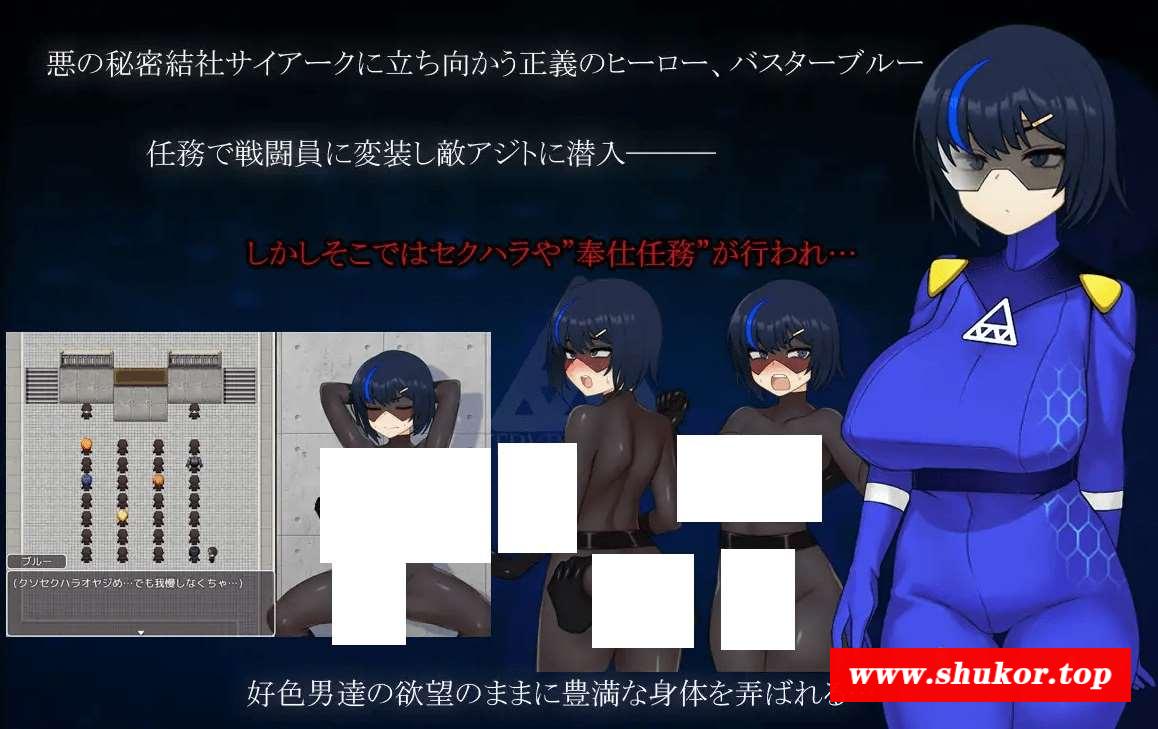 悪の秘密結社サイアークに立ち向かう正義のヒーロー、バスターブルー
任務で戦闘員に変装し敵アジトに潜入―――
しかしそこではセクハラや”奉仕任務”が行われ…
ブルー
(クソセクハラオヤジめ…でも我慢しなくちゃ…)
好色男達の欲望のままに豊満な身体を弄ばれる…
www.shukor.top